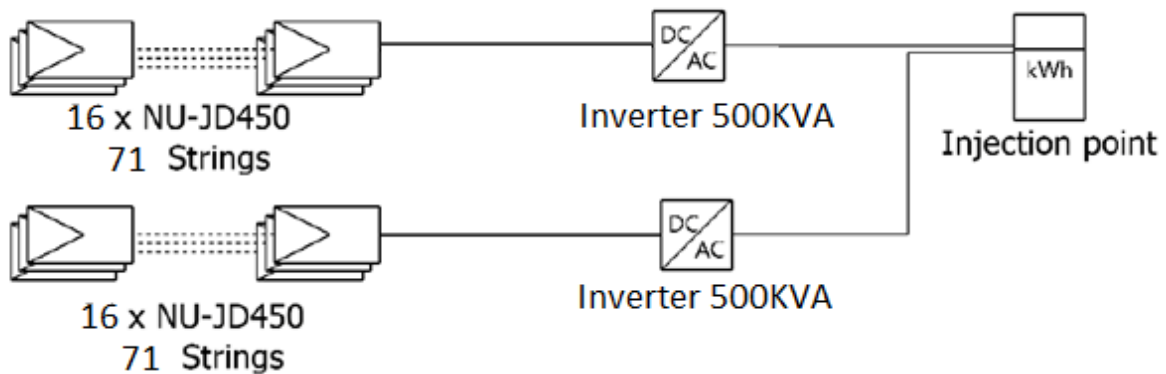 DC
AC
kWh
16 x NU-JD450
71 Strings
Inverter 500KVA
Injection point
DC
AC
16 x NU-JD450
71 Strings
Inverter 500KVA